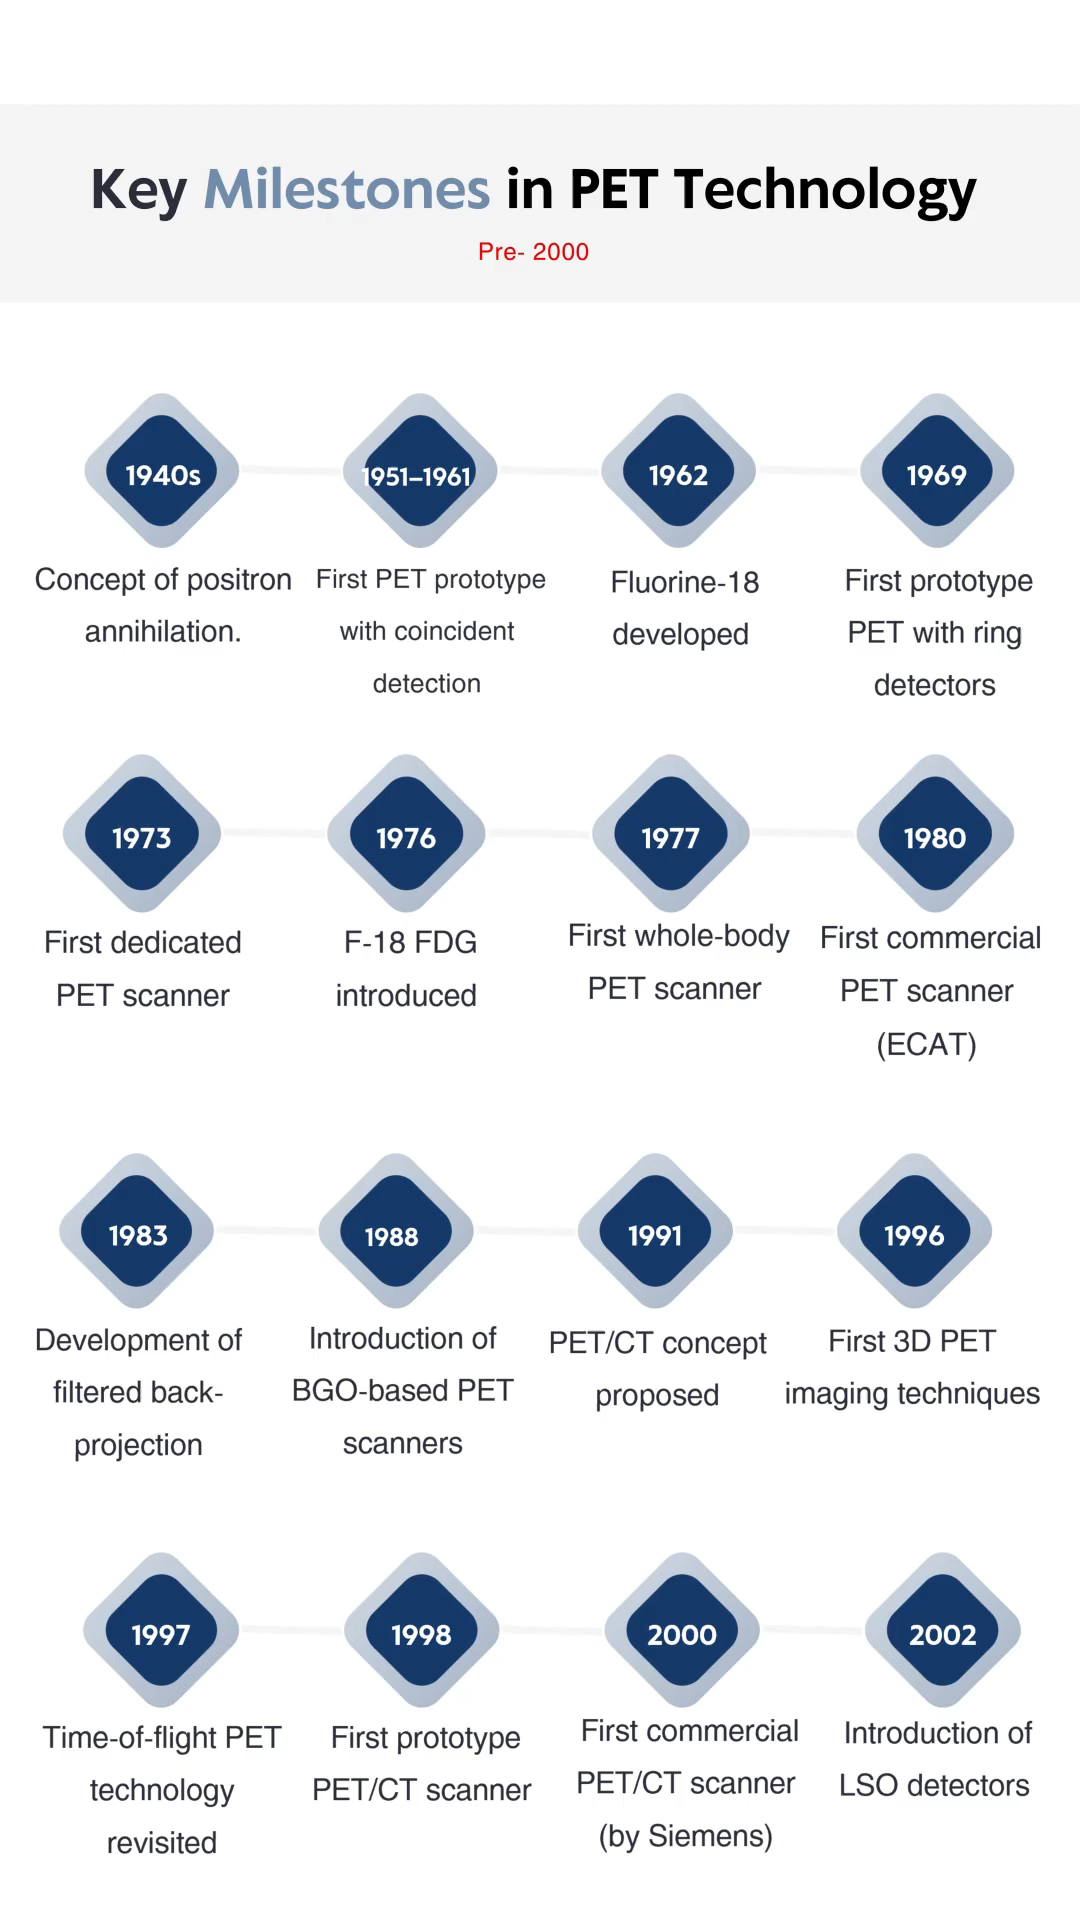 Key Milestones in PET Technology
Pre- 2000
1940s
Concept of positron
annihilation.
1951–1961
First PET prototype
with coincident
detection
1962
Fluorine-18
developed
1969
First prototype
PET with ring
detectors
1973
First dedicated
PET scanner
1976
F-18 FDG
introduced
1977
First whole-body
PET scanner
1980
First commercial
PET scanner
(ECAT)
1983
Development of
filtered back-
projection
1988
Introduction of
BGO-based PET
scanners
1991
PET/CT concept
proposed
1996
First 3D PET
imaging techniques
1997
Time-of-flight PET
technology
revisited
1998
First prototype
PET/CT scanner
2000
First commercial
PET/CT scanner
(by Siemens)
2002
Introduction of
LSO detectors